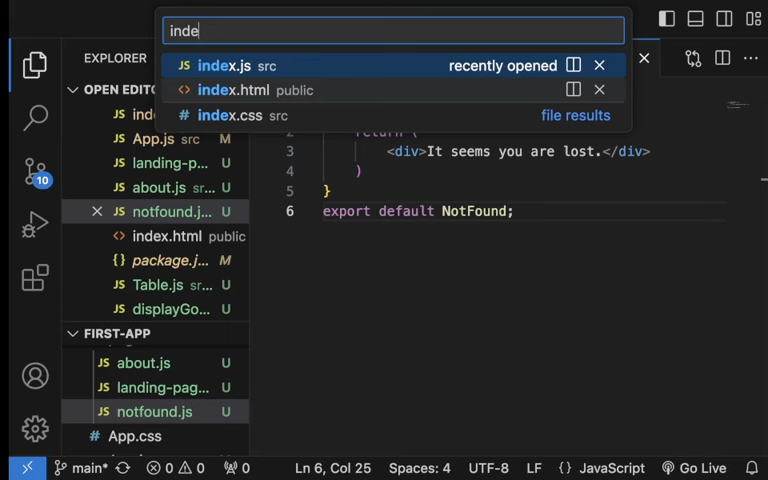 inde
index.js src recently opened
index.html public
index.css src file results
EXPLORER
OPEN EDITO
ind
App.js src M
landing-p... U
about.js sr... U
notfound.j... U
index.html public
package.j... M
Table.js sr... U
displayGo... U
FIRST-APP
about.js U
landing-pag... U
notfound.js U
App.css
return (
3 <div>It seems you are lost.</div>
4 )
5 }
6 export default NotFound;
10
main* 0 0 0 Ln 6, Col 25 Spaces: 4 UTF-8 LF {} JavaScript Go Live